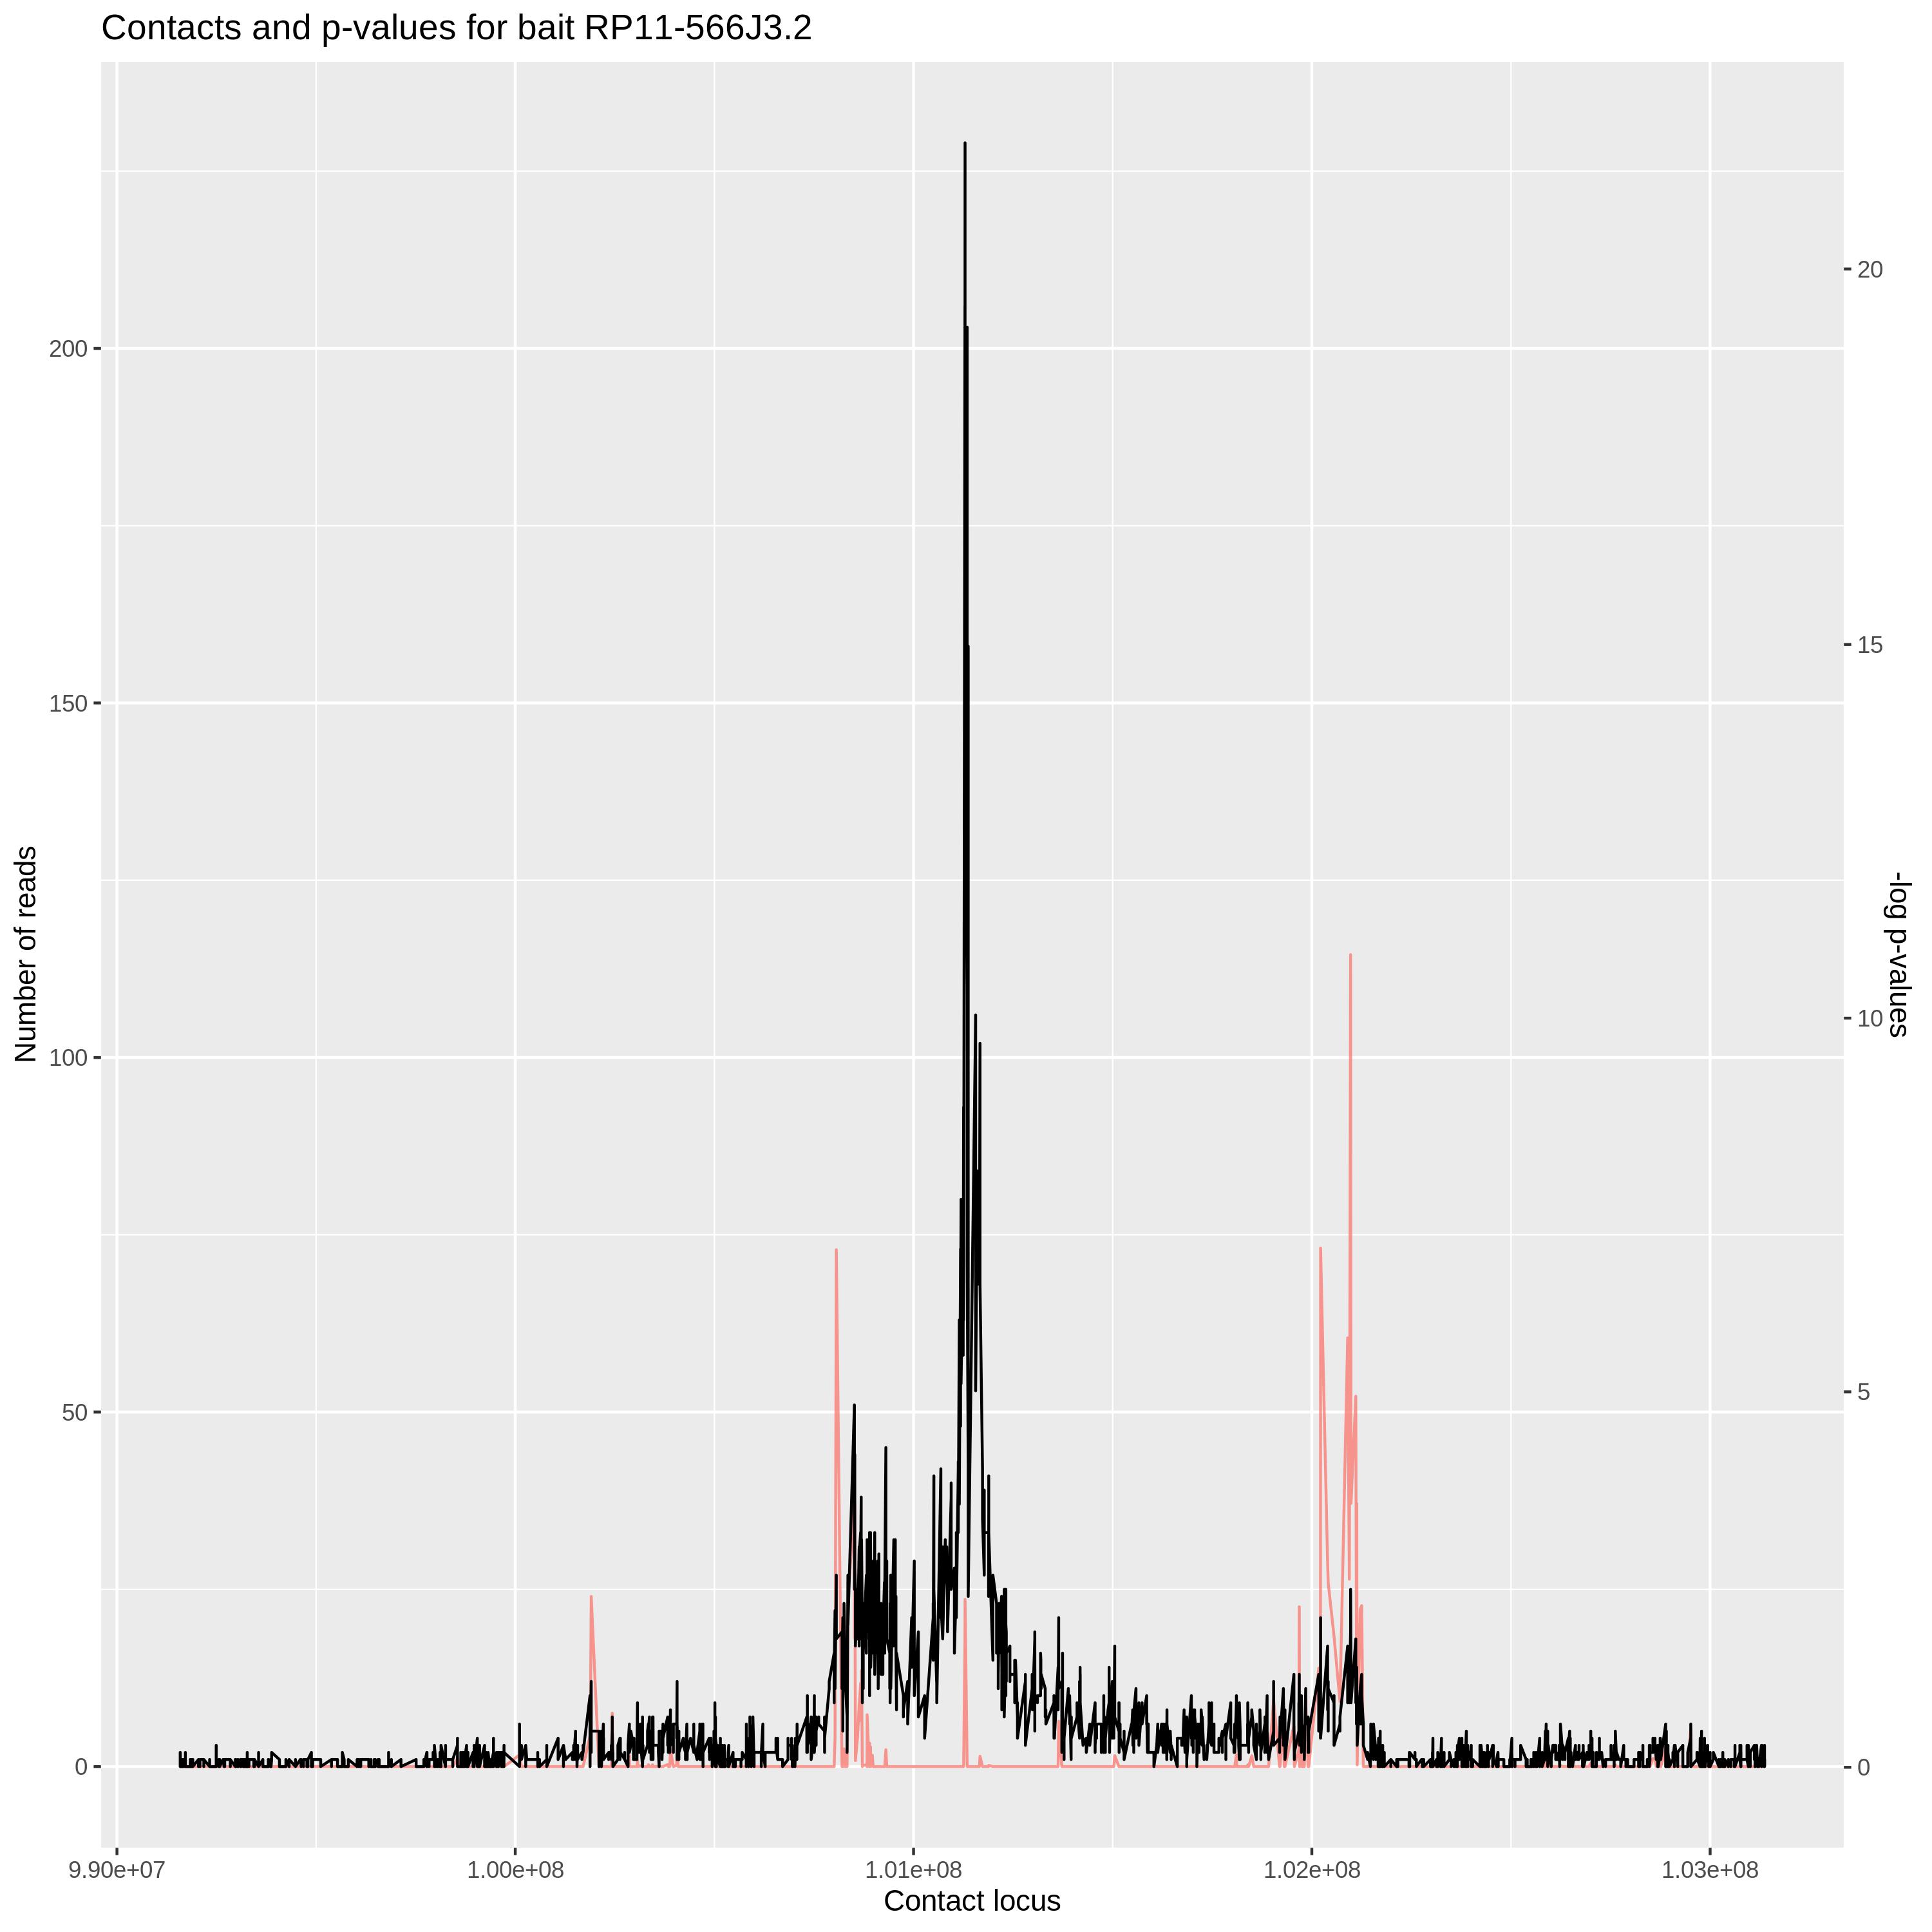 Contacts and p-values for bait RP11-566J3.2
200
150
100
50
0
Number of reads
20
15
10
5
0
-log p-values
9.90e+07
1.00e+08
1.01e+08
1.02e+08
1.03e+08
Contact locus